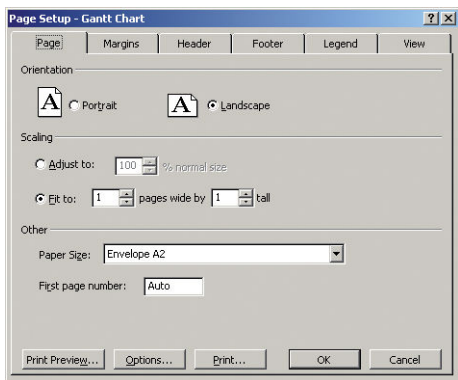 Page Setup - Gantt Chart
Page Margins Header Footer Legend View
Orientation
A Portrait A Landscape
Scaling
Adjust to: 100 % normal size
Fit to: 1 pages wide by 1 tall
Other
Paper Size: Envelope A2
First page number: Auto
Print Preview... Options... Print... OK Cancel